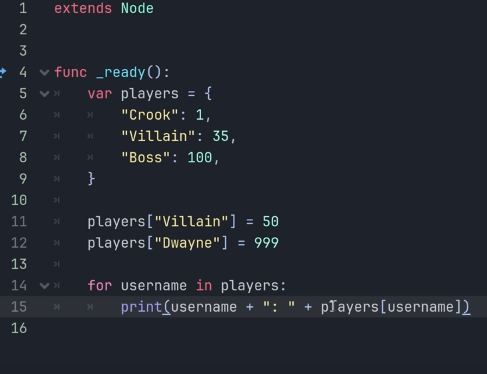 1 extends Node
2
3
4 func _ready():
5 var players = {
6 "Crook": 1,
7 "Villain": 35,
8 "Boss": 100,
9 }
10
11 players["Villain"] = 50
12 players["Dwayne"] = 999
13
14 for username in players:
15 print(username + ": " + players[username])
16